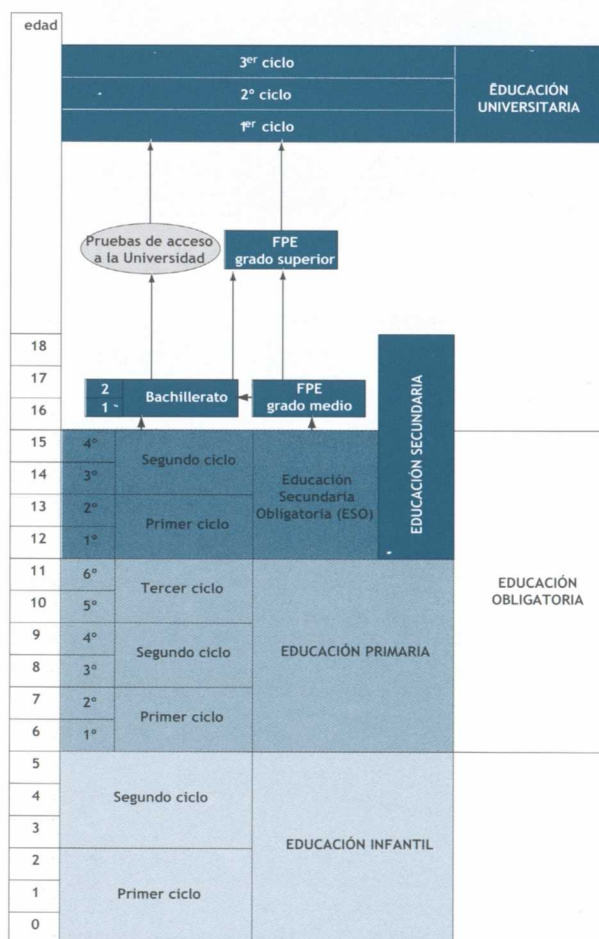 edad
3er ciclo
2º ciclo
1er ciclo
EDUCACIÓN
UNIVERSITARIA
Pruebas de acceso
a la Universidad
FPE
grado superior
18
17
16
2
1
Bachillerato
FPE
grado medio
EDUCACIÓN SECUNDARIA
15
14
13
12
4º
3º
2º
1º
Segundo ciclo
Primer ciclo
Educación
Secundaria
Obligatoria (ESO)
EDUCACIÓN
OBLIGATORIA
11
10
9
8
7
6
6º
5º
4º
3º
2º
1º
Tercer ciclo
Segundo ciclo
Primer ciclo
EDUCACIÓN PRIMARIA
5
4
3
2
1
0
Segundo ciclo
Primer ciclo
EDUCACIÓN INFANTIL